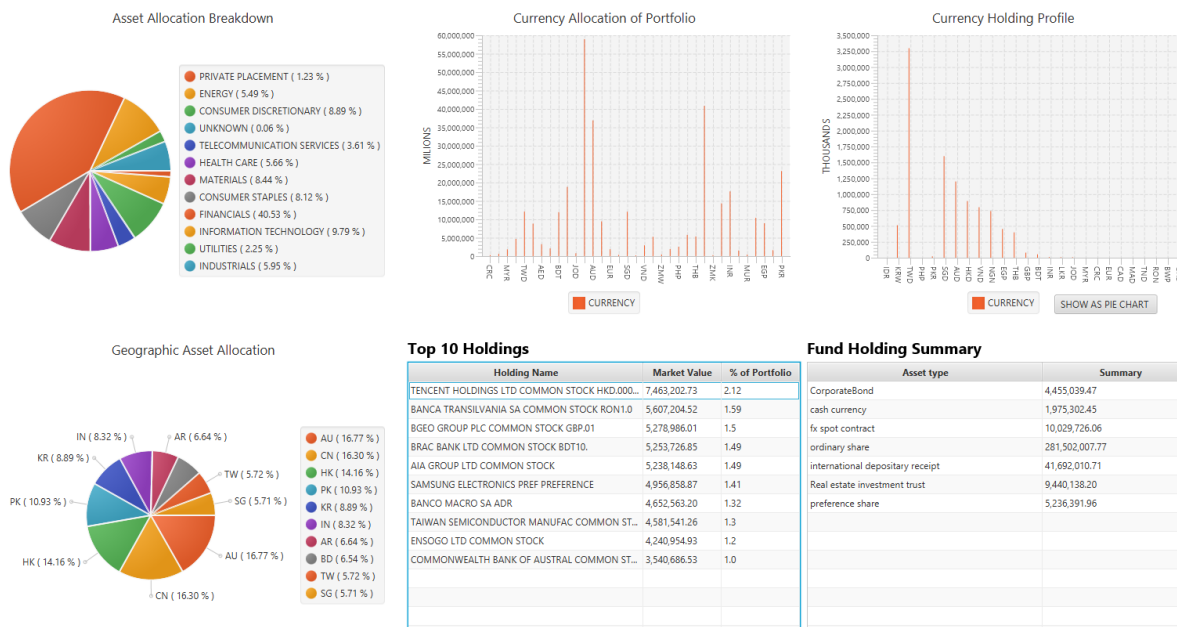 Asset Allocation Breakdown
PRIVATE PLACEMENT ( 1.23 % )
ENERGY ( 5.49 % )
CONSUMER DISCRETIONARY ( 8.89 % )
UNKNOWN ( 0.06 % )
TELECOMMUNICATION SERVICES ( 3.61 % )
HEALTH CARE ( 5.66 % )
MATERIALS ( 8.44 % )
CONSUMER STAPLES ( 8.12 % )
FINANCIALS ( 40.53 % )
INFORMATION TECHNOLOGY ( 9.79 % )
UTILITIES ( 2.25 % )
INDUSTRIALS ( 5.95 % )
Currency Allocation of Portfolio
MILIONS
60,000,000
55,000,000
50,000,000
45,000,000
40,000,000
35,000,000
30,000,000
25,000,000
20,000,000
15,000,000
10,000,000
5,000,000
0
CRC MYR TWD AED BDT JOD AUD EUR SGD VND ZMW PHP THB ZMK INR MUR EGP PKR
CURRENCY
Currency Holding Profile
THOUSANDS
3,500,000
3,250,000
3,000,000
2,750,000
2,500,000
2,250,000
2,000,000
1,750,000
1,500,000
1,250,000
1,000,000
750,000
500,000
250,000
0
IDR KRW TWD PHP PKR SGD AUD HKD VND NGN EGP THB GBP BDT INR LKR JOD MYR CRC EUR CAD MAD TND RON BWP
CURRENCY
SHOW AS PIE CHART
Geographic Asset Allocation
IN ( 8.32 % )
AR ( 6.64 % )
KR ( 8.89 % )
TW ( 5.72 % )
PK ( 10.93 % )
SG ( 5.71 % )
HK ( 14.16 % )
AU ( 16.77 % )
CN ( 16.30 % )
AU ( 16.77 % )
CN ( 16.30 % )
HK ( 14.16 % )
PK ( 10.93 % )
KR ( 8.89 % )
IN ( 8.32 % )
AR ( 6.64 % )
BD ( 6.54 % )
TW ( 5.72 % )
SG ( 5.71 % )
Top 10 Holdings
Holding Name Market Value % of Portfolio
TENCENT HOLDINGS LTD COMMON STOCK HKD.000... 7,463,202.73 2.12
BANCA TRANSILVANIA SA COMMON STOCK RON1.0 5,607,204.52 1.59
BGEO GROUP PLC COMMON STOCK GBP.01 5,278,986.01 1.5
BRAC BANK LTD COMMON STOCK BDT10. 5,253,726.85 1.49
AIA GROUP LTD COMMON STOCK 5,238,148.63 1.49
SAMSUNG ELECTRONICS PREF PREFERENCE 4,956,858.87 1.41
BANCO MACRO SA ADR 4,652,563.20 1.32
TAIWAN SEMICONDUCTOR MANUFAC COMMON ST... 4,581,541.26 1.3
ENSOGO LTD COMMON STOCK 4,240,954.93 1.2
COMMONWEALTH BANK OF AUSTRAL COMMON ST... 3,540,686.53 1.0
Fund Holding Summary
Asset type Summary
CorporateBond 4,455,039.47
cash currency 1,975,302.45
fx spot contract 10,029,726.06
ordinary share 281,502,007.77
international depositary receipt 41,692,010.71
Real estate investment trust 9,440,138.20
preference share 5,236,391.96